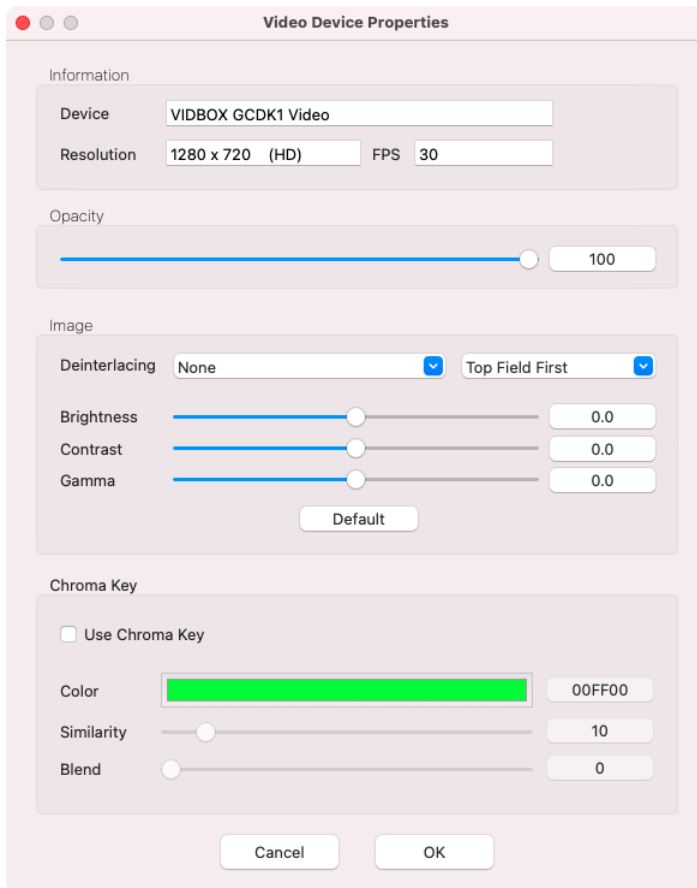 Video Device Properties
Information
Device VIDBOX GCDK1 Video
Resolution 1280 x 720 (HD) FPS 30
Opacity
100
Image
Deinterlacing None Top Field First
Brightness 0.0
Contrast 0.0
Gamma 0.0
Default
Chroma Key
Use Chroma Key
Color 00FF00
Similarity 10
Blend 0
Cancel OK